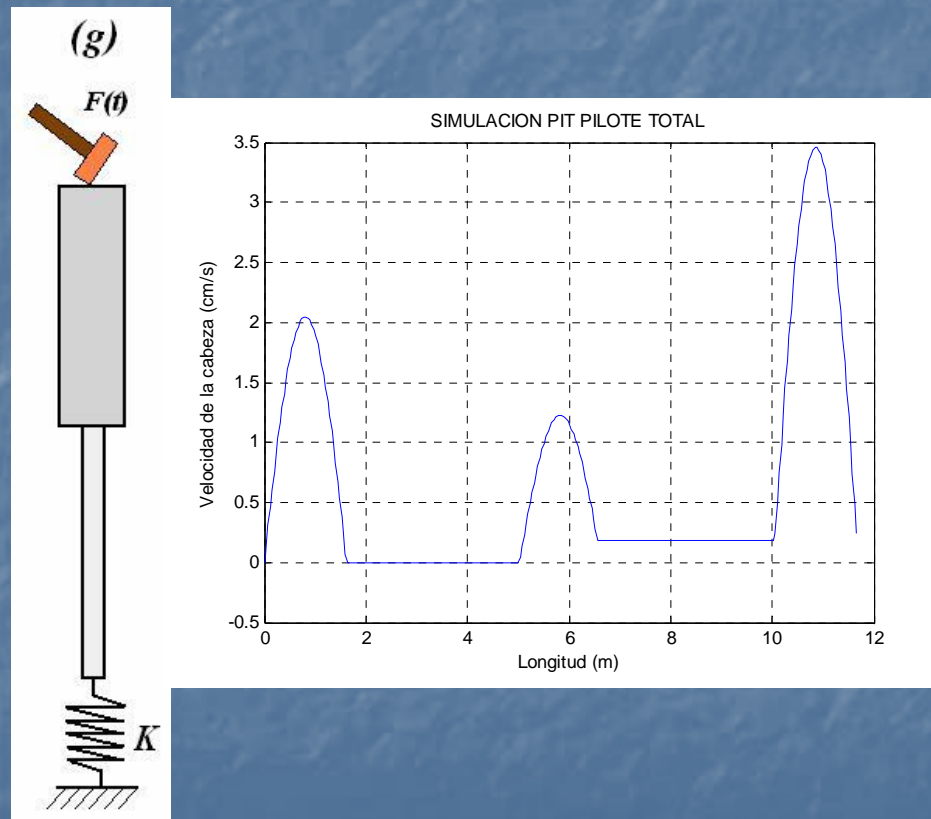 (g)
F(t)
K
SIMULACION PIT PILOTE TOTAL
Velocidad de la cabeza (cm/s)
3.5
3
2.5
2
1.5
1
0.5
0
-0.5
0 2 4 6 8 10 12
Longitud (m)